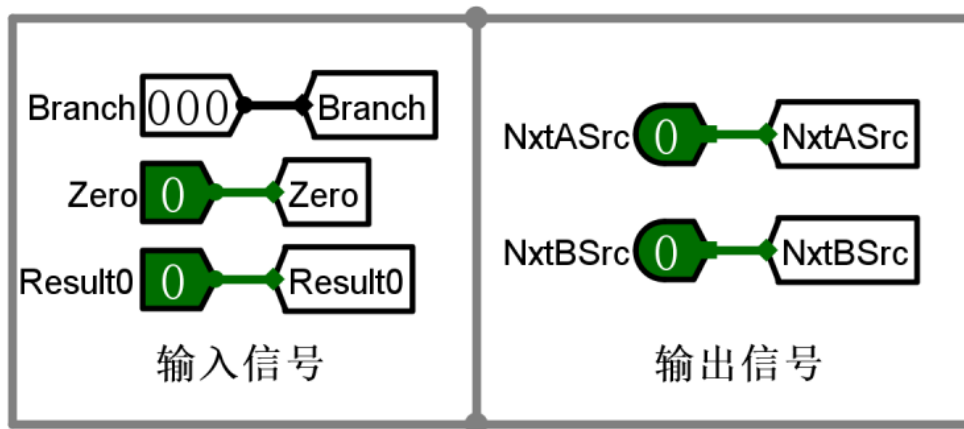 Branch 000 Branch
Zero 0 Zero
Result0 0 Result0
输入信号
NxtASrc 0 NxtASrc
NxtBSrc 0 NxtBSrc
输出信号